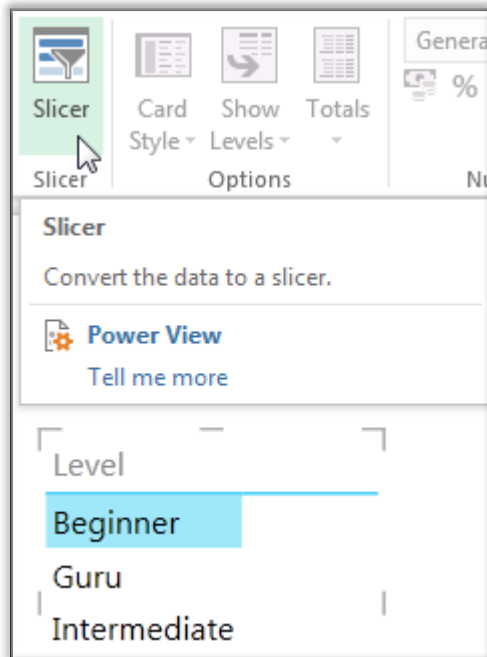 Genera
%
Slicer
Card Style
Show Levels
Totals
Slicer
Options
Nu
Slicer
Convert the data to a slicer.
Power View
Tell me more
Level
Beginner
Guru
Intermediate